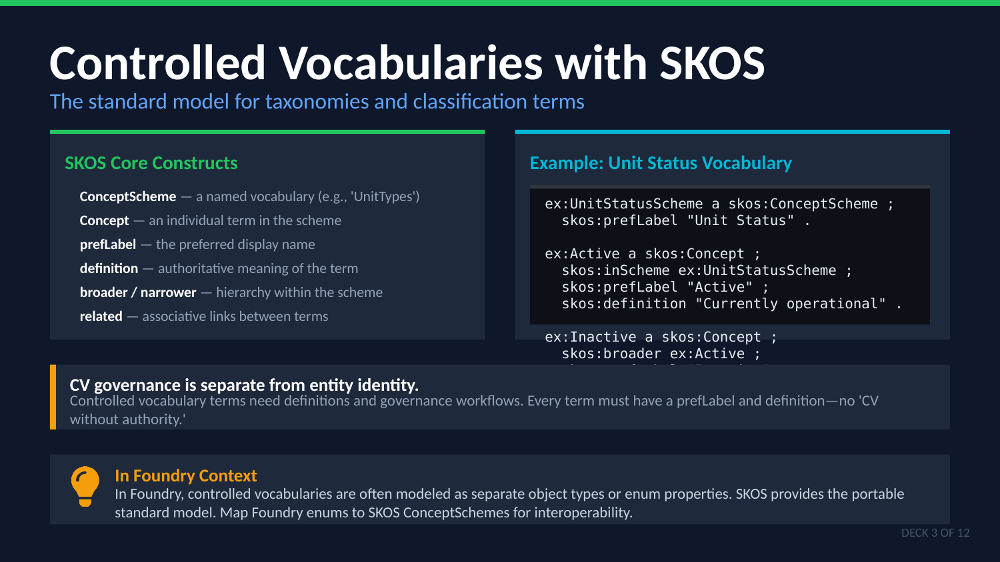 Controlled Vocabularies with SKOS
The standard model for taxonomies and classification terms
SKOS Core Constructs
ConceptScheme — a named vocabulary (e.g., 'UnitTypes')
Concept — an individual term in the scheme
prefLabel — the preferred display name
definition — authoritative meaning of the term
broader / narrower — hierarchy within the scheme
related — associative links between terms
Example: Unit Status Vocabulary
ex:UnitStatusScheme a skos:ConceptScheme ;
skos:prefLabel "Unit Status" .
ex:Active a skos:Concept ;
skos:inScheme ex:UnitStatusScheme ;
skos:prefLabel "Active" ;
skos:definition "Currently operational" .
ex:Inactive a skos:Concept ;
skos:broader ex:Active ;
CV governance is separate from entity identity.
Controlled vocabulary terms need definitions and governance workflows. Every term must have a prefLabel and definition—no 'CV
without authority.'
In Foundry Context
In Foundry, controlled vocabularies are often modeled as separate object types or enum properties. SKOS provides the portable
standard model. Map Foundry enums to SKOS ConceptSchemes for interoperability.
DECK 3 OF 12